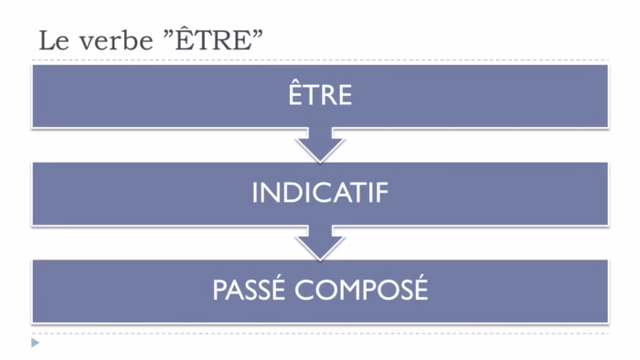 Le verbe ”ÊTRE”
ÊTRE
INDICATIF
PASSÉ COMPOSÉ